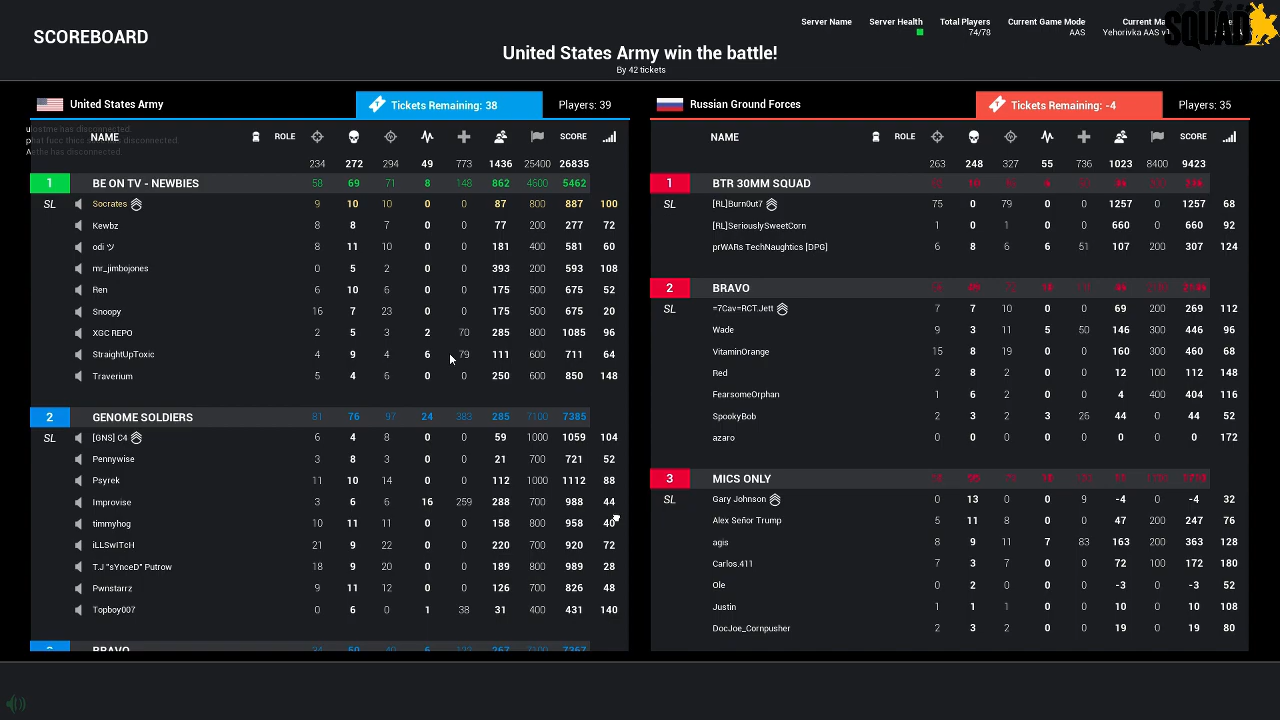 SCOREBOARD
Server Name
Server Health
Total Players
74/78
Current Game Mode
AAS
Current Ma
Yehorivka AAS v1
SQUAD
United States Army win the battle!
By 42 tickets
United States Army
Tickets Remaining: 38
Players: 39
has disconnected.
disconnected.
has disconnected
NAME ROLE SCORE
234 272 294 49 773 1436 25400 26835
1 BE ON TV - NEWBIES 58 69 71 8 148 862 4600 5462
SL Socrates 9 10 10 0 0 87 800 887 100
Kewbz 8 8 7 0 0 77 200 277 72
odi ツ 8 11 10 0 0 181 400 581 60
mr_jimbojones 0 5 2 0 0 393 200 593 108
Ren 6 10 6 0 0 175 500 675 52
Snoopy 16 7 23 0 0 175 500 675 20
XGC REPO 2 5 3 2 70 285 800 1085 96
StraightUpToxic 4 9 4 6 79 111 600 711 64
Traverium 5 4 6 0 0 250 600 850 148
2 GENOME SOLDIERS 81 76 97 24 383 285 7100 7385
SL [GNS] C4 6 4 8 0 0 59 1000 1059 104
Pennywise 3 8 3 0 0 21 700 721 52
Psyrek 11 10 14 0 0 112 1000 1112 88
Improvise 3 6 6 16 259 288 700 988 44
timmyhog 10 11 11 0 0 158 800 958 40
iLLSwITcH 21 9 22 0 0 220 700 920 72
T.J "sYnceD" Putrow 18 9 20 0 0 189 800 989 28
Pwnstarrz 9 11 12 0 0 126 700 826 48
Topboy007 0 6 0 1 38 31 400 431 140
BRAVO
Russian Ground Forces
Tickets Remaining: -4
Players: 35
NAME ROLE SCORE
263 248 327 55 736 1023 8400 9423
1 BTR 30MM SQUAD
SL [RL]Burn0ut7 75 0 79 0 0 1257 0 1257 68
[RL]SeriouslySweetCorn 1 0 1 0 0 660 0 660 92
prWARs TechNaughtics [DPG] 6 8 6 6 51 107 200 307 124
2 BRAVO
SL =7Cav=RCT.Jett 7 7 10 0 0 69 200 269 112
Wade 9 3 11 5 50 146 300 446 96
VitaminOrange 15 8 19 0 0 160 300 460 68
Red 2 8 2 0 0 12 100 112 148
FearsomeOrphan 1 6 2 0 0 4 400 404 116
SpookyBob 2 3 2 3 26 44 0 44 52
azaro 0 0 0 0 0 0 0 0 172
3 MICS ONLY
SL Gary Johnson 0 13 0 0 9 -4 0 -4 32
Alex Señor Trump 5 11 8 0 0 47 200 247 76
agis 8 9 11 7 83 163 200 363 128
Carlos.411 7 3 7 0 0 72 100 172 180
Ole 0 2 0 0 0 -3 0 -3 52
Justin 1 1 1 0 0 10 0 10 108
DocJoe_Cornpusher 2 3 2 0 0 19 0 19 80